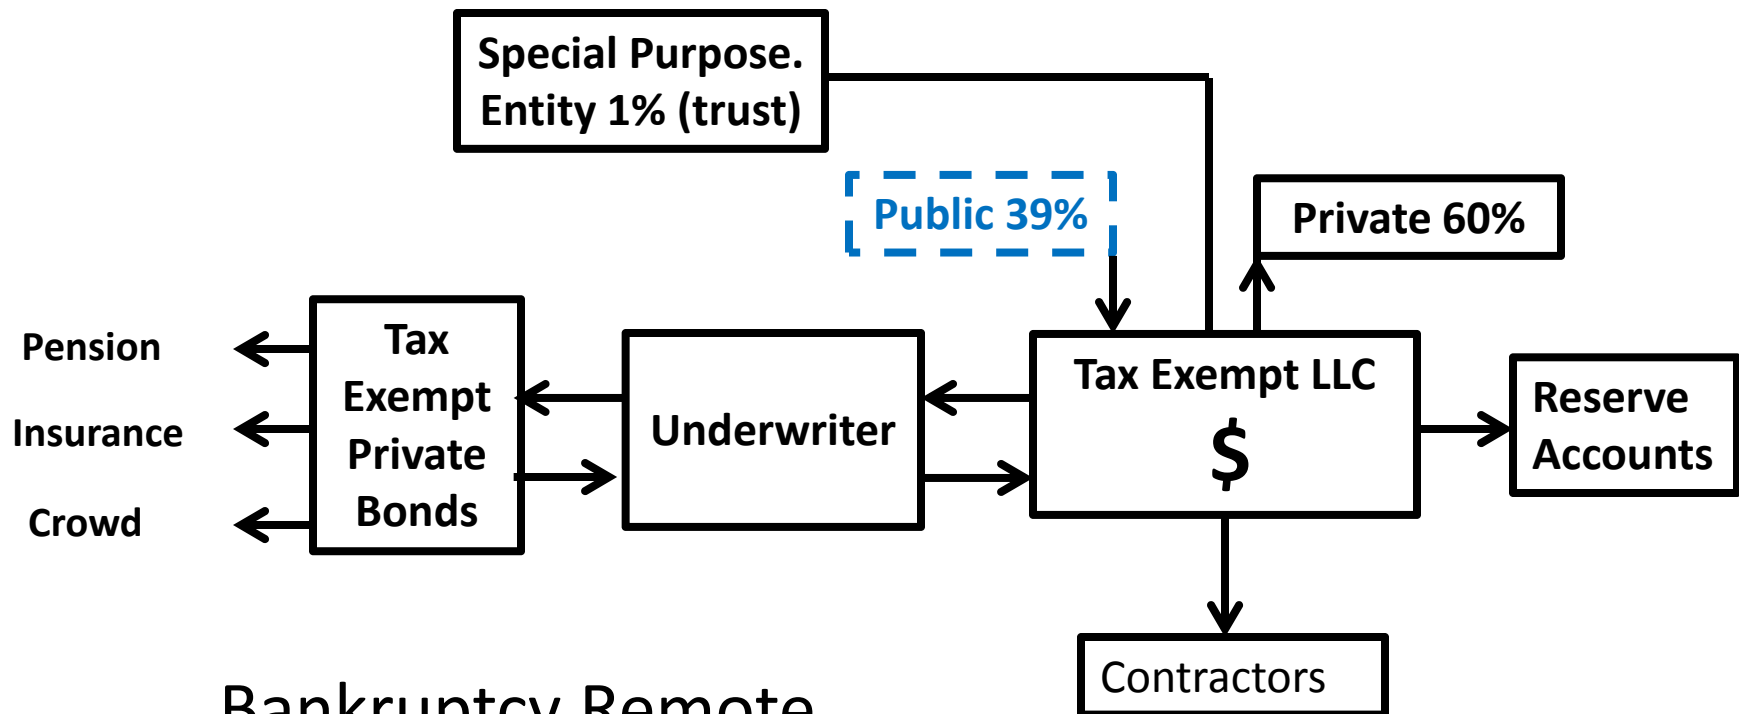 Special Purpose.
Entity 1% (trust)
Public 39%
Private 60%
Pension
Insurance
Crowd
Tax
Exempt
Private
Bonds
Underwriter
Tax Exempt LLC
$
Reserve
Accounts
Contractors
Bankruptcy Remote